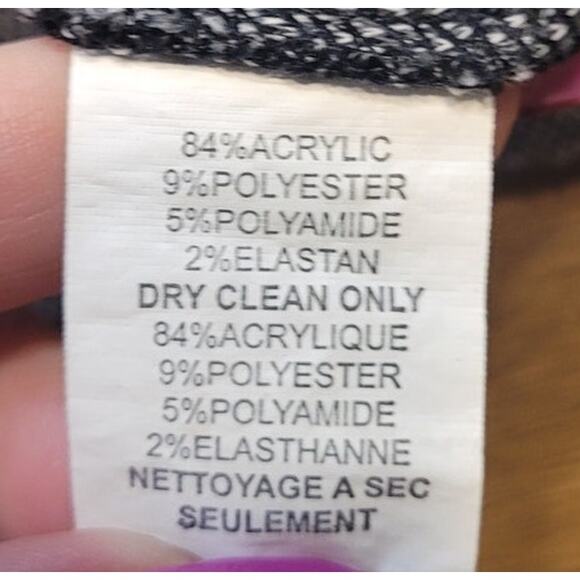 84%ACRYLIC
9%POLYESTER
5%POLYAMIDE
2%ELASTAN
DRY CLEAN ONLY
84%ACRYLIQUE
9%POLYESTER
5%POLYAMIDE
2%ELASTHANNE
NETTOYAGE A SEC
SEULEMENT